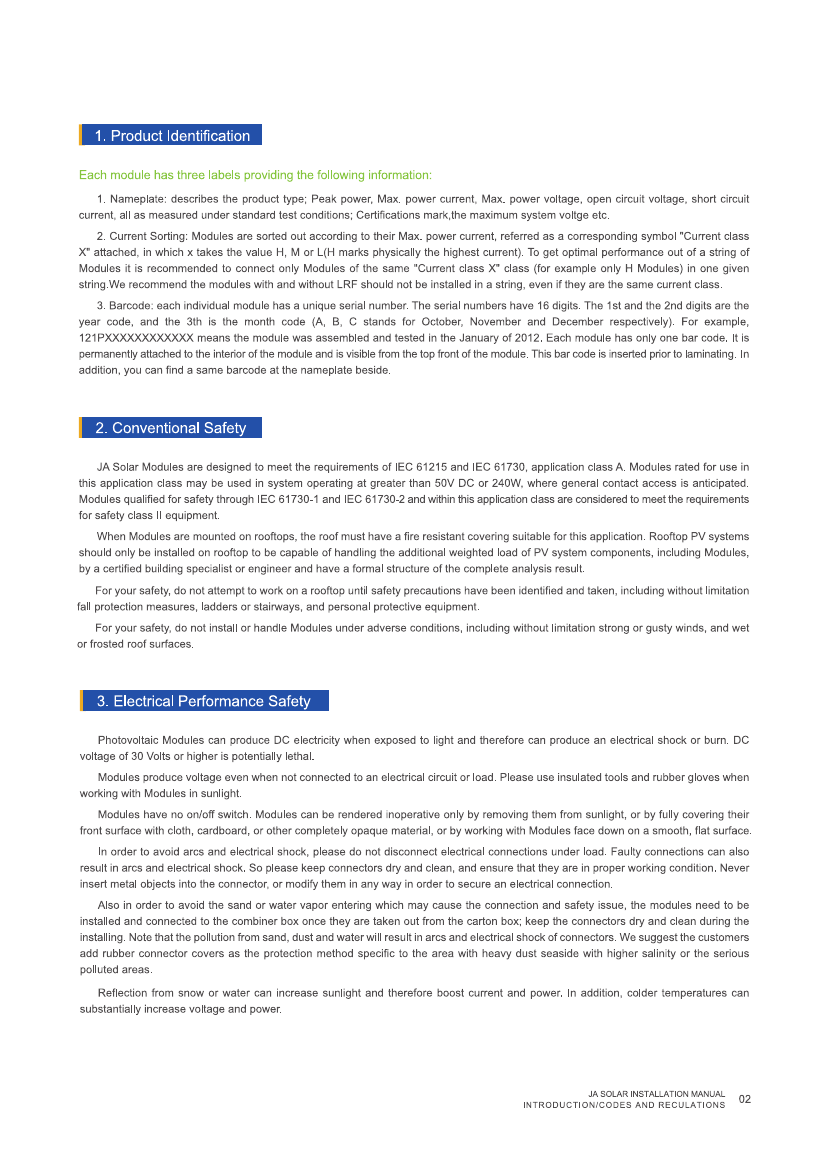 1. Product Identification
Each module has three labels providing the following information:
1. Nameplate: describes the product type; Peak power, Max. power current, Max. power voltage, open circuit voltage, short circuit
current, all as measured under standard test conditions; Certifications mark,the maximum system voltge etc.
2. Current Sorting: Modules are sorted out according to their Max. power current, referred as a corresponding symbol "Current class
X" attached, in which x takes the value H, M or L(H marks physically the highest current). To get optimal performance out of a string of
Modules it is recommended to connect only Modules of the same "Current class X" class (for example only H Modules) in one given
string.We recommend the modules with and without LRF should not be installed in a string, even if they are the same current class.
3. Barcode: each individual module has a unique serial number. The serial numbers have 16 digits. The 1st and the 2nd digits are the
year code, and the 3th is the month code (A, B, C stands for October, November and December respectively). For example,
121PXXXXXXXXXXXX means the module was assembled and tested in the January of 2012. Each module has only one bar code. It is
permanently attached to the interior of the module and is visible from the top front of the module. This bar code is inserted prior to laminating. In
addition, you can find a same barcode at the nameplate beside.
2. Conventional Safety
JA Solar Modules are designed to meet the requirements of IEC 61215 and IEC 61730, application class A. Modules rated for use in
this application class may be used in system operating at greater than 50V DC or 240W, where general contact access is anticipated.
Modules qualified for safety through IEC 61730-1 and IEC 61730-2 and within this application class are considered to meet the requirements
for safety class II equipment.
When Modules are mounted on rooftops, the roof must have a fire resistant covering suitable for this application. Rooftop PV systems
should only be installed on rooftop to be capable of handling the additional weighted load of PV system components, including Modules,
by a certified building specialist or engineer and have a formal structure of the complete analysis result.
For your safety, do not attempt to work on a rooftop until safety precautions have been identified and taken, including without limitation
fall protection measures, ladders or stairways, and personal protective equipment.
For your safety, do not install or handle Modules under adverse conditions, including without limitation strong or gusty winds, and wet
or frosted roof surfaces.
3. Electrical Performance Safety
Photovoltaic Modules can produce DC electricity when exposed to light and therefore can produce an electrical shock or burn. DC
voltage of 30 Volts or higher is potentially lethal.
Modules produce voltage even when not connected to an electrical circuit or load. Please use insulated tools and rubber gloves when
working with Modules in sunlight.
Modules have no on/off switch. Modules can be rendered inoperative only by removing them from sunlight, or by fully covering their
front surface with cloth, cardboard, or other completely opaque material, or by working with Modules face down on a smooth, flat surface.
In order to avoid arcs and electrical shock, please do not disconnect electrical connections under load. Faulty connections can also
result in arcs and electrical shock. So please keep connectors dry and clean, and ensure that they are in proper working condition. Never
insert metal objects into the connector, or modify them in any way in order to secure an electrical connection.
Also in order to avoid the sand or water vapor entering which may cause the connection and safety issue, the modules need to be
installed and connected to the combiner box once they are taken out from the carton box; keep the connectors dry and clean during the
installing. Note that the pollution from sand, dust and water will result in arcs and electrical shock of connectors. We suggest the customers
add rubber connector covers as the protection method specific to the area with heavy dust seaside with higher salinity or the serious
polluted areas.
Reflection from snow or water can increase sunlight and therefore boost current and power. In addition, colder temperatures can
substantially increase voltage and power.
JA SOLAR INSTALLATION MANUAL
INTRODUCTION/CODES AND RECULATIONS
02